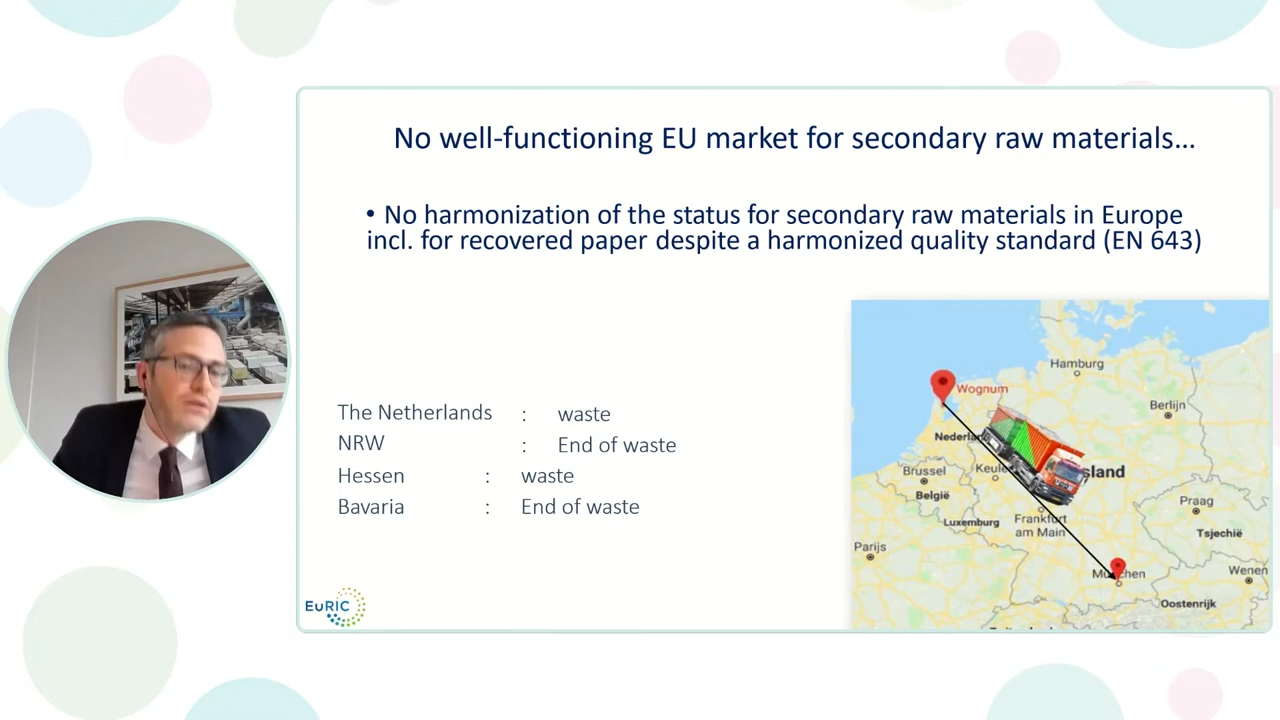 No well-functioning EU market for secondary raw materials...
• No harmonization of the status for secondary raw materials in Europe
incl. for recovered paper despite a harmonized quality standard (EN 643)
The Netherlands : waste
NRW : End of waste
Hessen : waste
Bavaria : End of waste
EuRIC
Hamburg
Wognum
Berlijn
Nederlan
sland
Brussel
Keule
België
Praag
Luxemburg
Frankfurt
am Main
Tsjechië
Parijs
München
Wenen
Oostenrijk